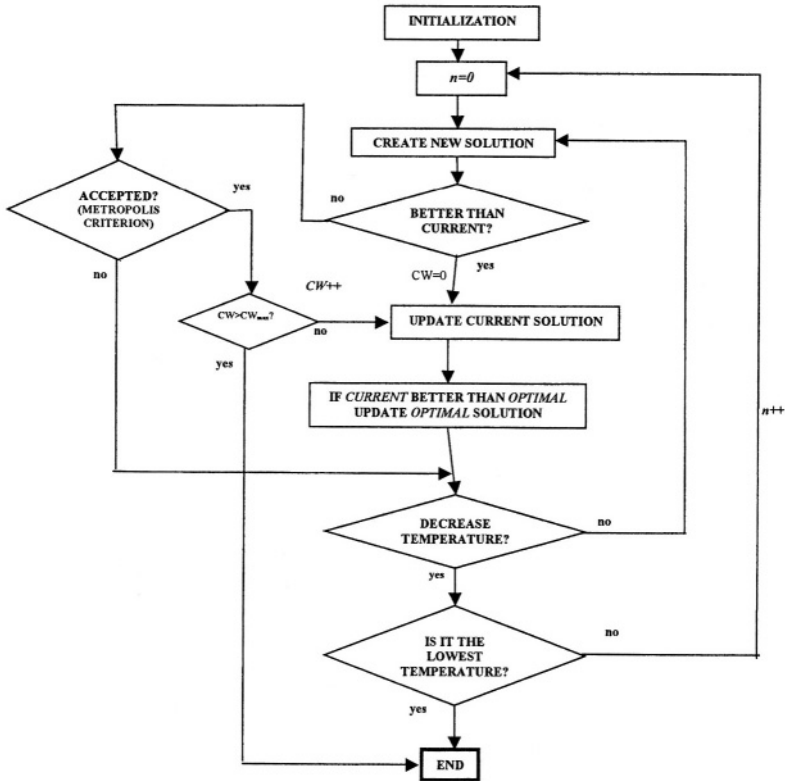 INITIALIZATION
n=0
CREATE NEW SOLUTION
no
BETTER THAN
CURRENT?
yes
CW=0
ACCEPTED?
(METROPOLIS
CRITERION)
yes
no
CW++
CW>CWmax?
no
yes
UPDATE CURRENT SOLUTION
IF CURRENT BETTER THAN OPTIMAL
UPDATE OPTIMAL SOLUTION
n++
DECREASE
TEMPERATURE?
no
yes
IS IT THE
LOWEST
TEMPERATURE?
no
yes
END